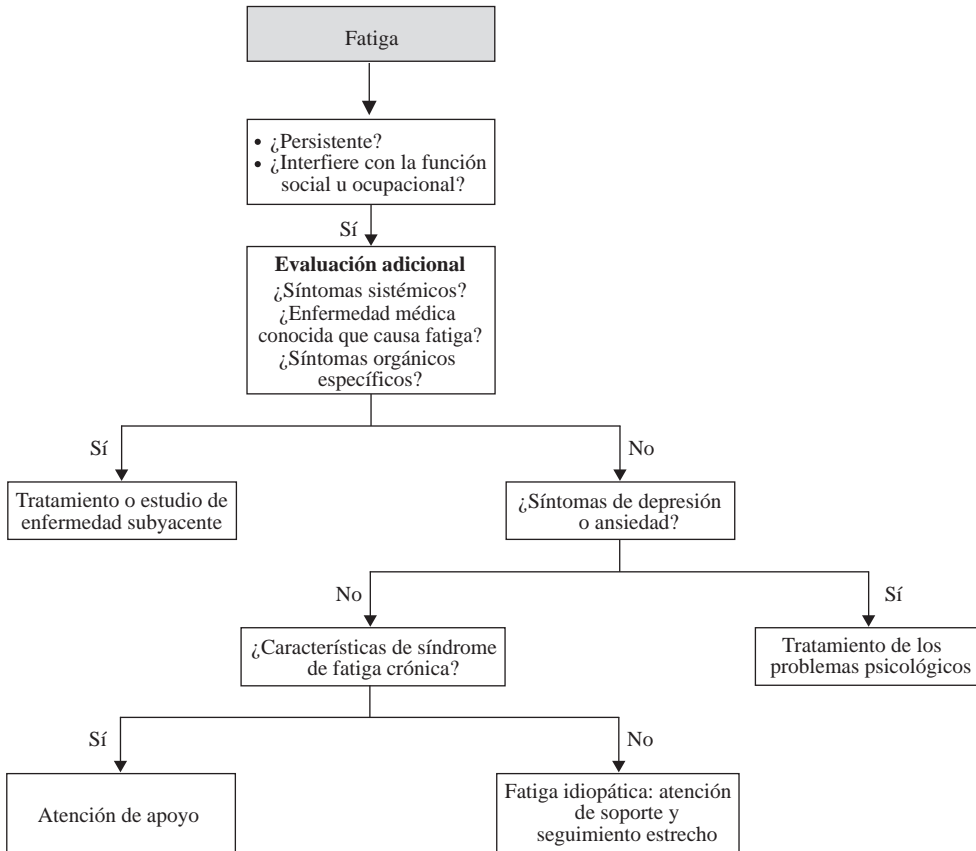 Fatiga
• ¿Persistente?
• ¿Interfiere con la función
social u ocupacional?
Sí
Evaluación adicional
¿Síntomas sistémicos?
¿Enfermedad médica
conocida que causa fatiga?
¿Síntomas orgánicos
específicos?
Sí
No
Tratamiento o estudio de
enfermedad subyacente
¿Síntomas de depresión
o ansiedad?
No
Sí
¿Características de síndrome
de fatiga crónica?
Tratamiento de los
problemas psicológicos
Sí
No
Atención de apoyo
Fatiga idiopática: atención
de soporte y
seguimiento estrecho